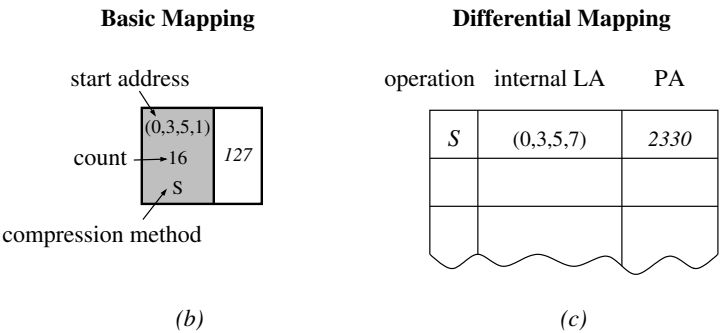 Basic Mapping
Differential Mapping
start address
(0,3,5,1)
count
16
127
S
compression method
operation internal LA PA
S (0,3,5,7) 2330
(b)
(c)